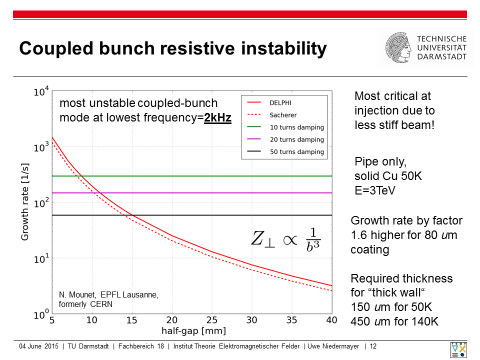 Coupled bunch resistive instability
TECHNISCHE
UNIVERSITÄT
DARMSTADT
most unstable coupled-bunch
mode at lowest frequency=2kHz
DELPHI
Sacherer
10 turns damping
20 turns damping
50 turns damping
Growth rate [1/s]
10⁴
10³
10²
10¹
10⁰
Z⊥ ∝ 1/b³
N. Mounet, EPFL Lausanne,
formerly CERN
5 10 15 20 25 30 35 40
half-gap [mm]
Most critical at
injection due to
less stiff beam!
Pipe only,
solid Cu 50K
E=3TeV
Growth rate by factor
1.6 higher for 80 um
coating
Required thickness
for "thick wall"
150 um for 50K
450 um for 140K
04 June 2015 | TU Darmstadt | Fachbereich 18 | Institut Theorie Elektromagnetischer Felder | Uwe Niedermayer | 12